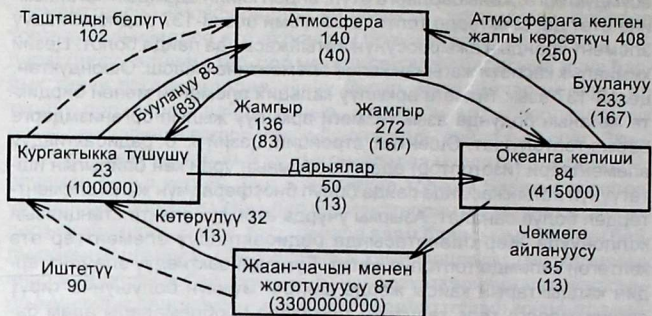 Таштанды бөлүгү
102
Атмосфера
140
(40)
Атмосферага келген
жалпы көрсөткүч 408
(250)
Буулануу 83
(83)
Буулануу
233
(167)
Жамгыр
136
(83)
Жамгыр
272
(167)
Кургактыкка түшүшү
23
(100000)
Дарыялар
50
(13)
Океанга келиши
84
(415000)
Көтөрүлүү 32
(13)
Чөкмөгө
айлануусу
35
(13)
Иштетүү
90
Жаан-чачын менен
жоготулуусу 87
(3300000000)